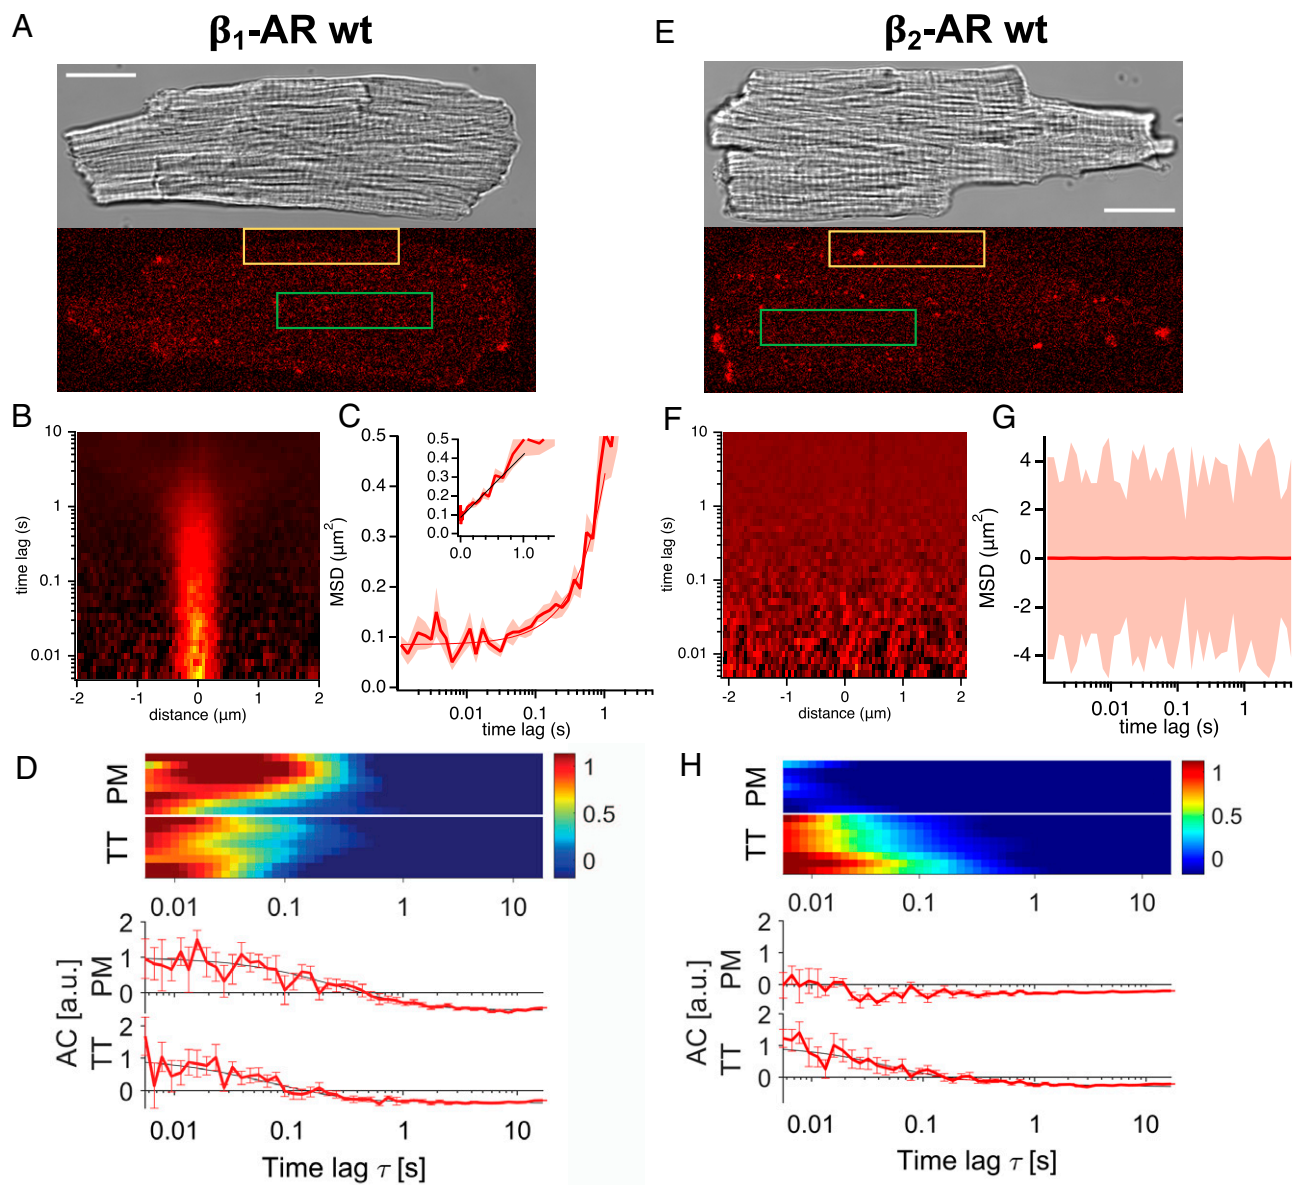 A
β1-AR wt
E
β2-AR wt
B
10
1
0.1
0.01
time lag (s)
-2
-1
0
1
2
distance (µm)
C
0.5
0.4
0.3
0.2
0.1
0.0
MSD (µm²)
0.5
0.4
0.3
0.2
0.1
0.0
0.0
1.0
0.01
0.1
1
time lag (s)
F
10
1
0.1
0.01
time lag (s)
-2
-1
0
1
2
distance (µm)
G
4
2
0
-2
-4
MSD (µm²)
0.01
0.1
1
time lag (s)
D
PM
TT
1
0.5
0
0.01
0.1
1
10
2
1
0
PM
AC [a.u.]
2
1
0
TT
0.01
0.1
1
10
Time lag τ [s]
H
PM
TT
1
0.5
0
0.01
0.1
1
10
2
1
0
PM
AC [a.u.]
2
1
0
TT
0.01
0.1
1
10
Time lag τ [s]